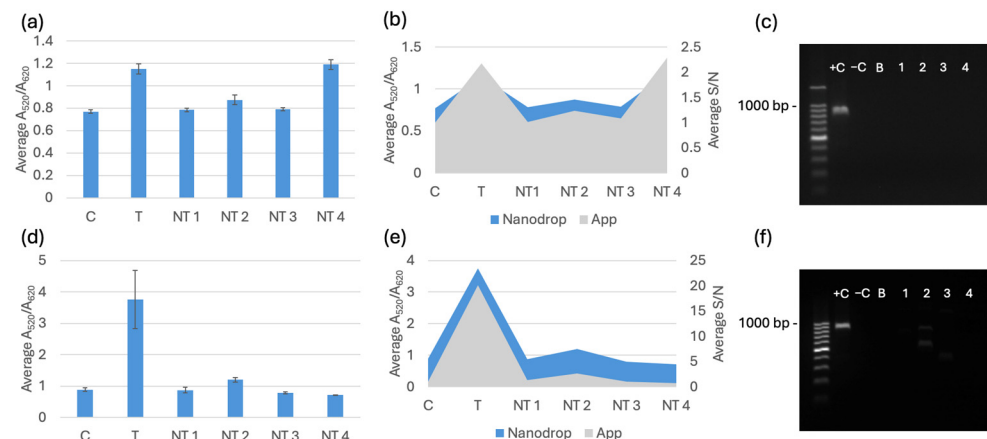 (a)
Average A520/A620
1.4
1.2
1
0.8
0.6
0.4
0.2
0
C T NT 1 NT 2 NT 3 NT 4
(b)
Average A520/A620
1.5
1
0.5
0
2.5
2
1.5
1
0.5
0
Average S/N
C T NT1 NT 2 NT 3 NT 4
Nanodrop App
(c)
+C −C B 1 2 3 4
1000 bp -
(d)
Average A520/A620
5
4
3
2
1
0
C T NT 1 NT 2 NT 3 NT 4
(e)
Average A520/A620
4
3
2
1
0
25
20
15
10
5
0
Average S/N
C T NT 1 NT 2 NT 3 NT 4
Nanodrop App
(f)
+C −C B 1 2 3 4
1000 bp -